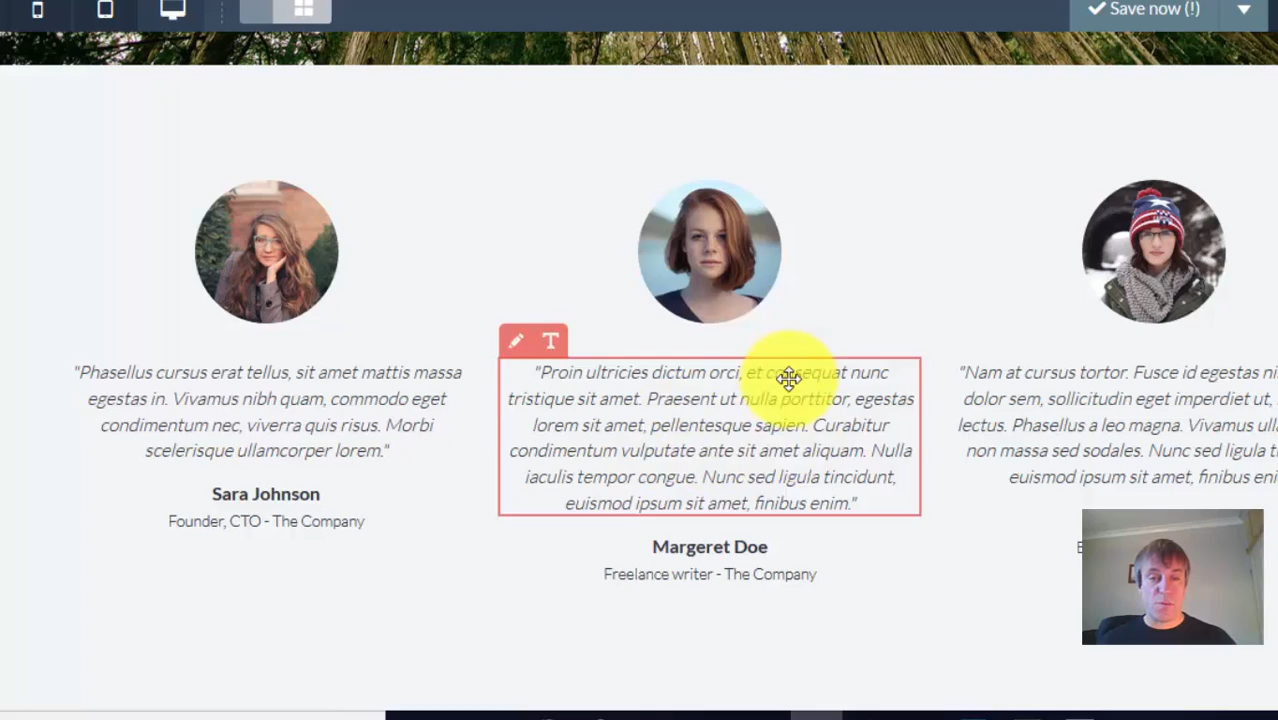 Save now (!)
"Phasellus cursus erat tellus, sit amet mattis massa
egestas in. Vivamus nibh quam, commodo eget
condimentum nec, viverra quis risus. Morbi
scelerisque ullamcorper lorem."
Sara Johnson
Founder, CTO - The Company
T
"Proin ultricies dictum orci, et consequat nunc
tristique sit amet. Praesent ut nulla porttitor, egestas
lorem sit amet, pellentesque sapien. Curabitur
condimentum vulputate ante sit amet aliquam. Nulla
iaculis tempor congue. Nunc sed ligula tincidunt,
euismod ipsum sit amet, finibus enim."
Margeret Doe
Freelance writer - The Company
"Nam at cursus tortor. Fusce id egestas
dolor sem, sollicitudin eget imperdiet ut,
lectus. Phasellus a leo magna. Vivamus
non massa sed sodales. Nunc sed ligula
euismod ipsum sit amet, finibus